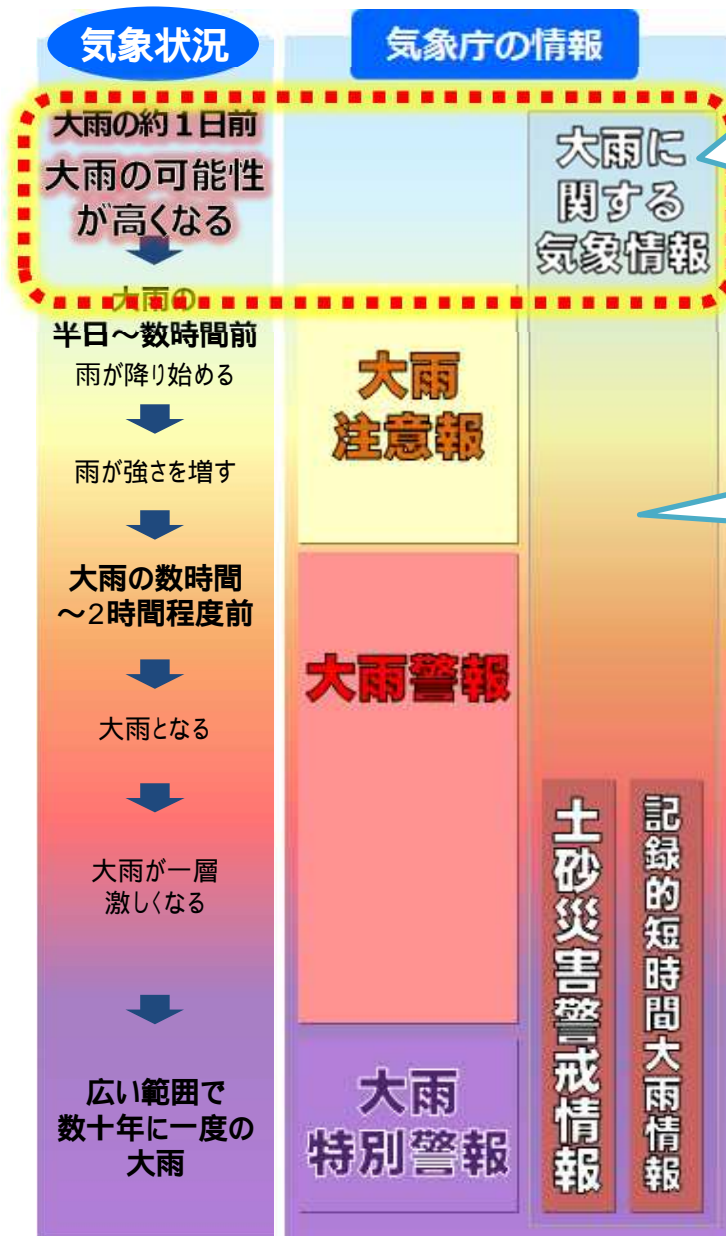 気象状況
気象庁の情報
大雨の約１日前
大雨の可能性
が高くなる
大雨の
半日～数時間前
雨が降り始める
雨が強さを増す
大雨の数時間
～2時間程度前
大雨となる
大雨が一層
激しくなる
広い範囲で
数十年に一度の
大雨
大雨
注意報
大雨警報
大雨
特別警報
大雨に
関する
気象情報
土砂災害警戒情報
記録的短時間大雨情報